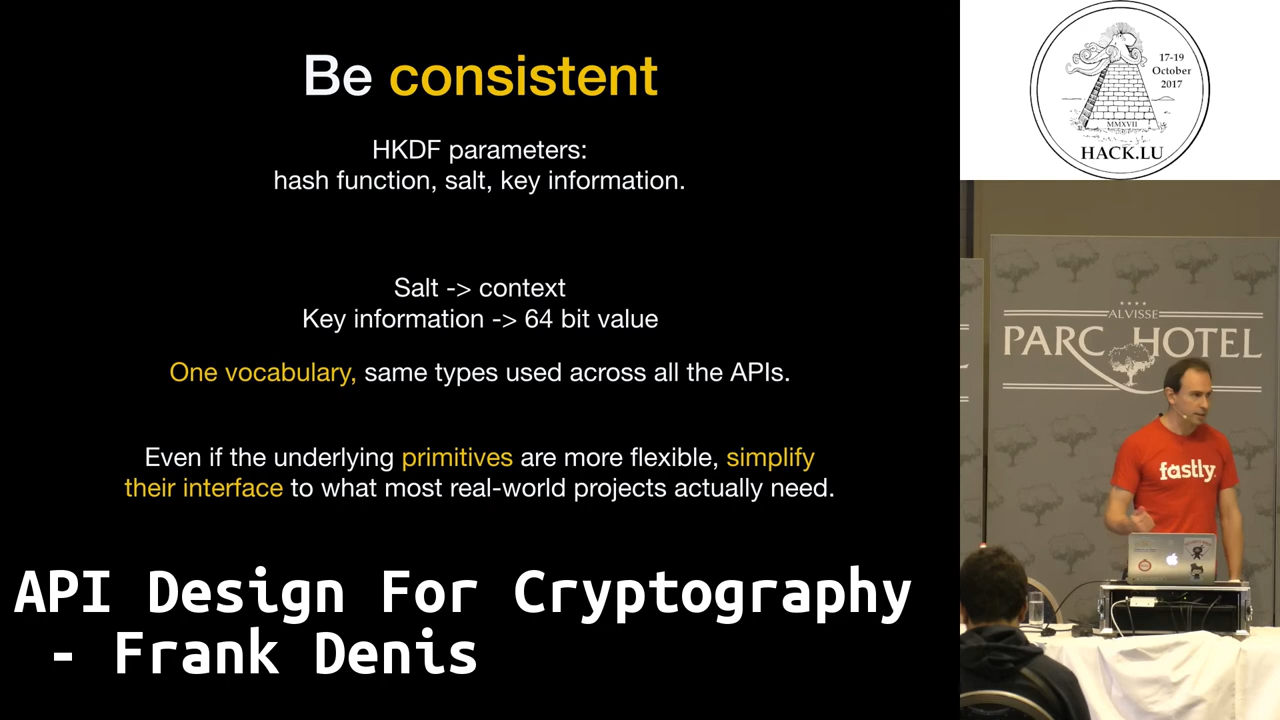 Be consistent
HKDF parameters:
hash function, salt, key information.
Salt -> context
Key information -> 64 bit value
One vocabulary, same types used across all the APIs.
Even if the underlying primitives are more flexible, simplify
their interface to what most real-world projects actually need.
API Design For Cryptography
- Frank Denis
17-19
October
2017
MMXVII
HACK.LU
ALVISSE
PARC HOTEL
fastly